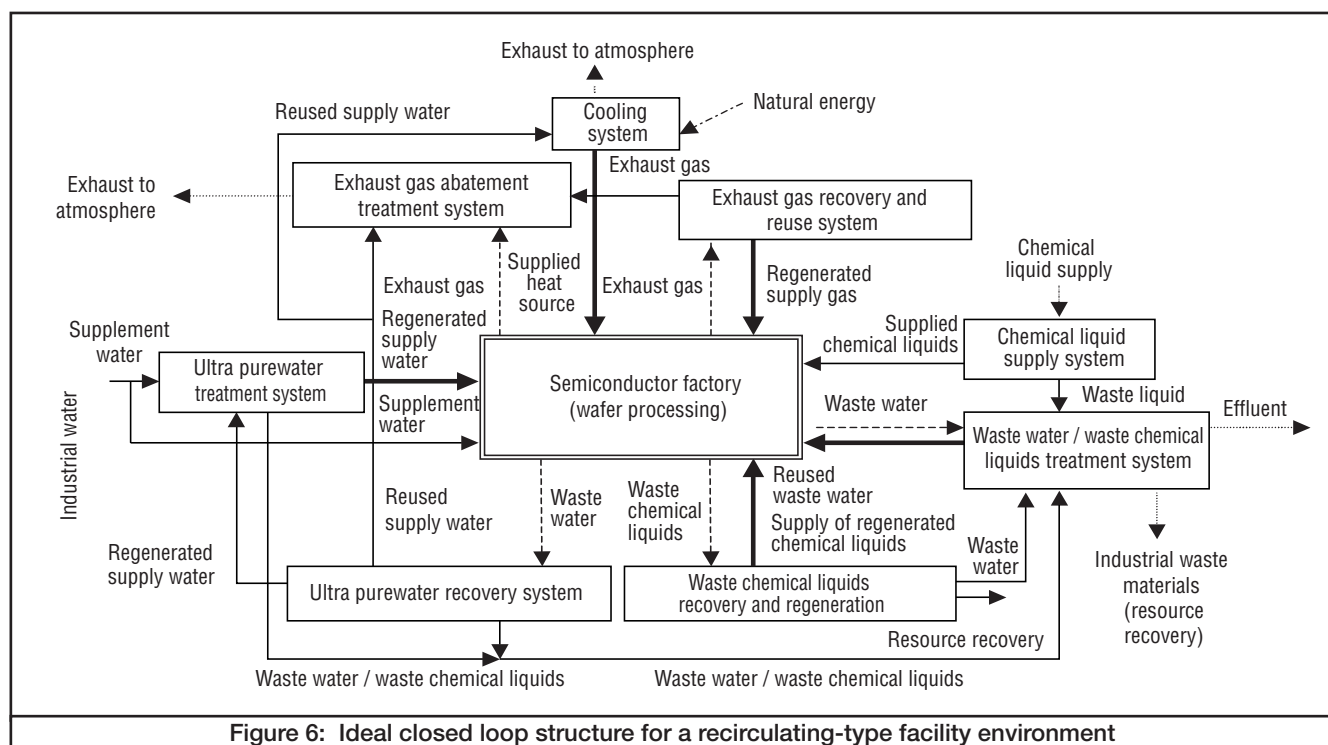 Exhaust to atmosphere
Reused supply water
Cooling
system
Natural energy
Exhaust gas
Exhaust to
atmosphere
Exhaust gas abatement
treatment system
Exhaust gas recovery and
reuse system
Chemical
liquid supply
Exhaust gas
Supplied
heat
source
Exhaust gas
Regenerated
supply gas
Supplement
water
Regenerated
supply
water
Supplied
chemical liquids
Chemical liquid
supply system
Ultra purewater
treatment system
Semiconductor factory
(wafer processing)
Waste liquid
Industrial water
Supplement
water
Waste water
Effluent
Waste water / waste chemical
liquids treatment system
Reused
supply water
Waste
water
Waste
chemical
liquids
Reused
waste water
Supply of regenerated
chemical liquids
Regenerated
supply water
Waste
water
Industrial waste
materials
(resource
recovery)
Ultra purewater recovery system
Waste chemical liquids
recovery and regeneration
Resource recovery
Waste water / waste chemical liquids
Waste water / waste chemical liquids
Figure 6: Ideal closed loop structure for a recirculating-type facility environment